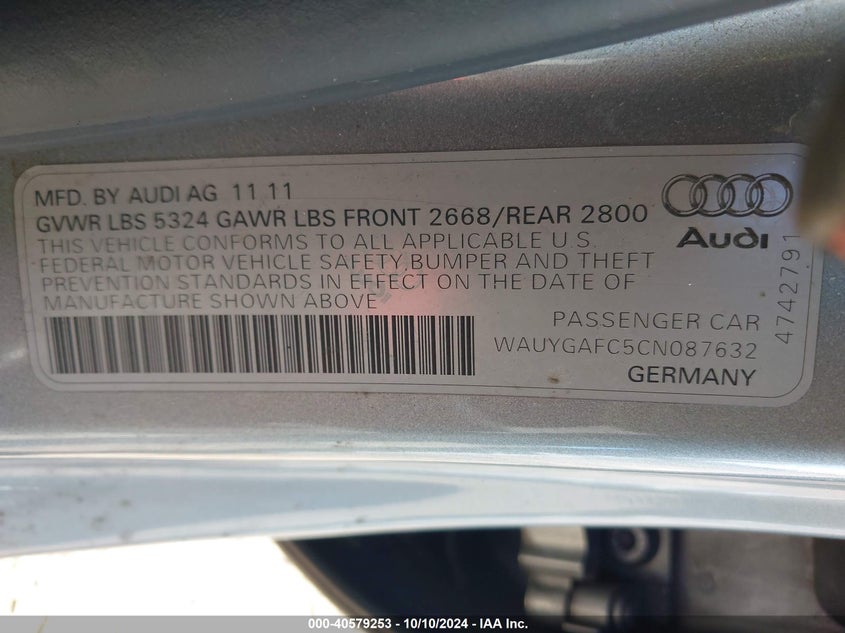 MFD. BY AUDI AG 11 11
GVWR LBS 5324 GAWR LBS FRONT 2668/REAR 2800
THIS VEHICLE CONFORMS TO ALL APPLICABLE U.S.
FEDERAL MOTOR VEHICLE SAFETY,BUMPER AND THEFT
PREVENTION STANDARDS IN EFFECT ON THE DATE OF
MANUFACTURE SHOWN ABOVE
Audi
4742791
PASSENGER CAR
WAUYGAFC5CN087632
GERMANY
000-40579253 - 10/10/2024 - IAA Inc.